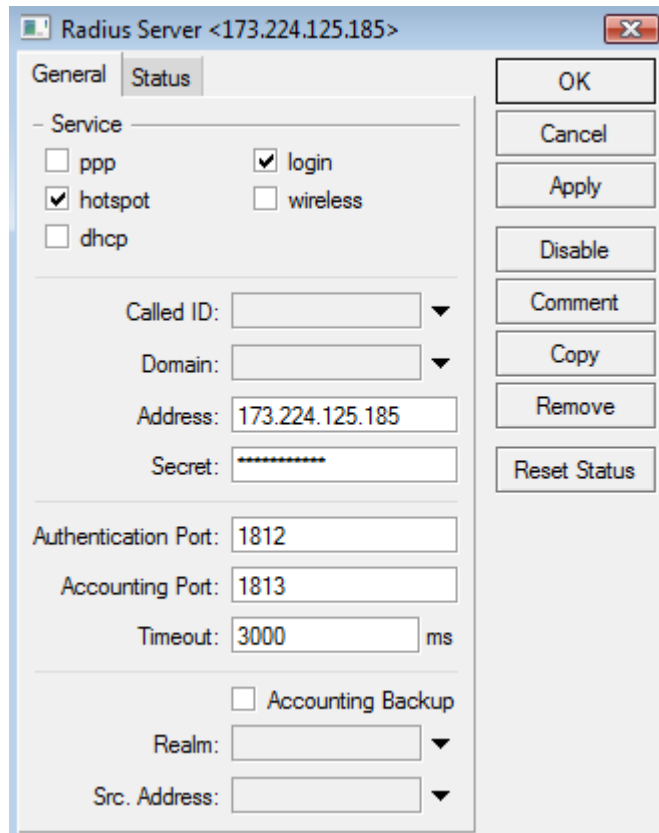 Radius Server <173.224.125.185>
General Status
Service
ppp login
hotspot wireless
dhcp
Called ID:
Domain:
Address: 173.224.125.185
Secret: ***********
Authentication Port: 1812
Accounting Port: 1813
Timeout: 3000 ms
Accounting Backup
Realm:
Src. Address:
OK
Cancel
Apply
Disable
Comment
Copy
Remove
Reset Status